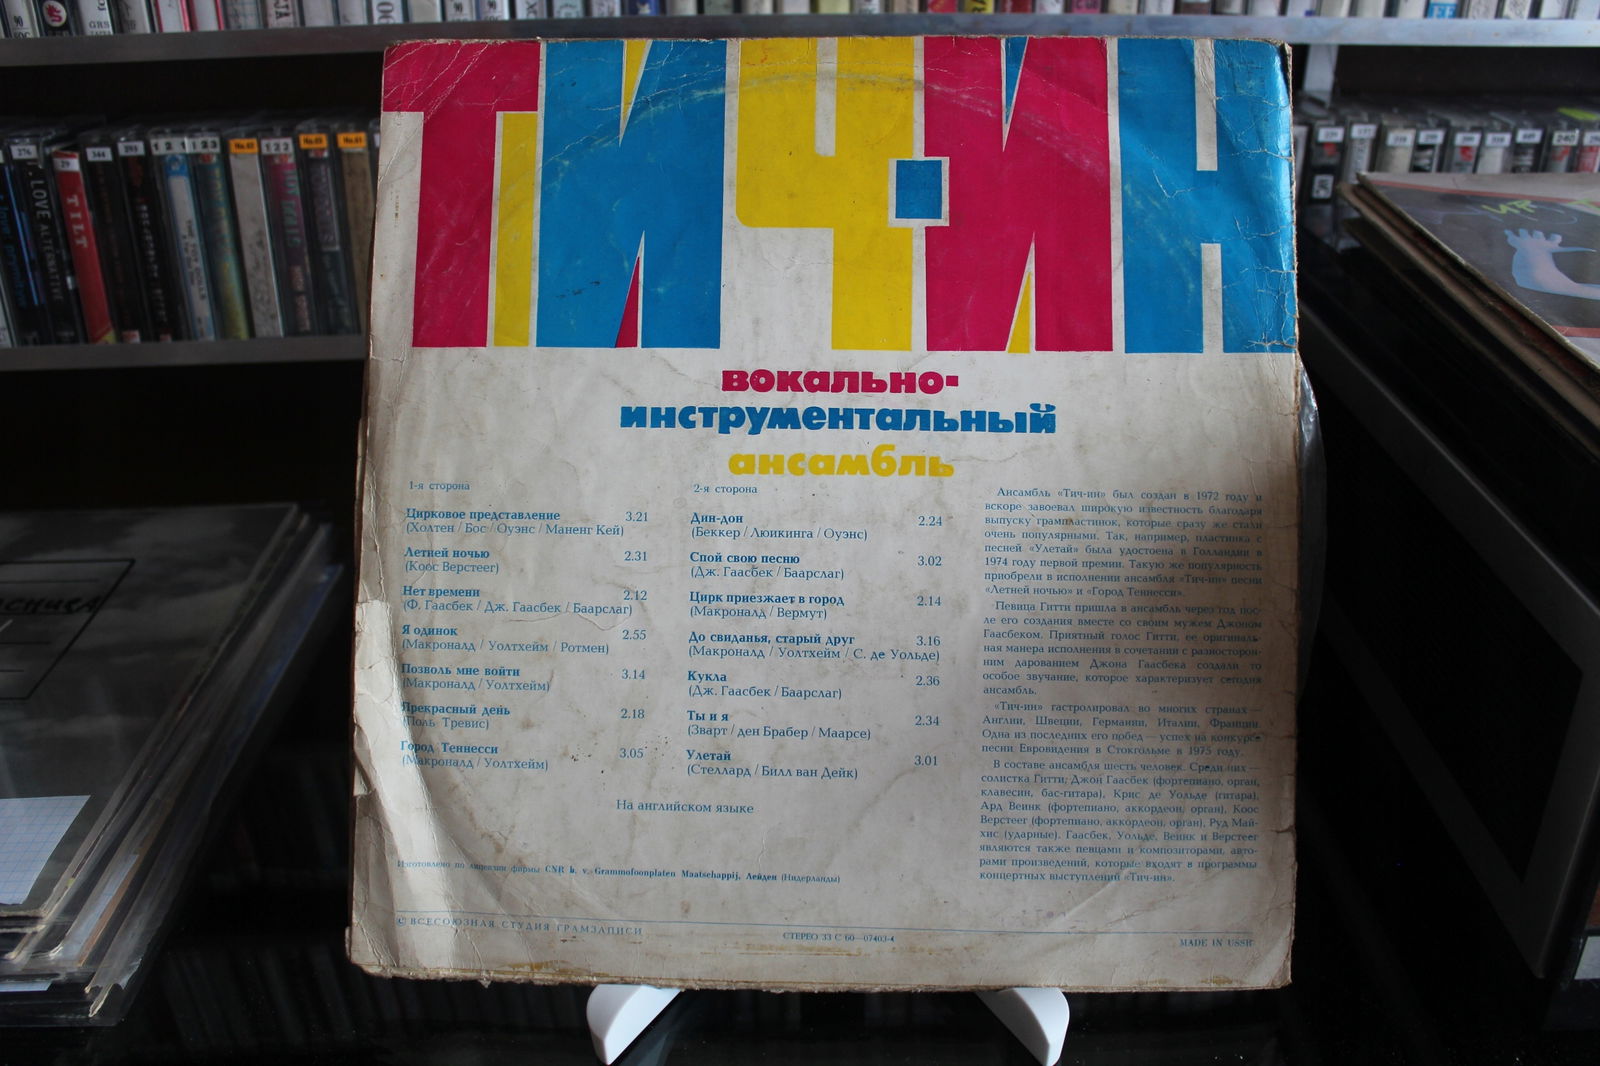 ТИЧ-ИН
вокально-
инструментальный
ансамбль
1-я сторона
Цирковое представление 3.21
(Холтен / Бос / Оуэнс / Маненг Кей)
Летней ночью 2.31
(Коос Верстеег)
Нет времени 2.12
(Ф. Гаасбек / Дж. Гаасбек / Баарслаг)
Я одинок 2.55
(Макроналд / Уолтхейм / Ротмен)
Позволь мне войти 3.14
(Макроналд / Уолтхейм)
Прекрасный день 2.18
(Поль Тревис)
Город Теннесси 3.05
(Макроналд / Уолтхейм)
2-я сторона
Дин-дон 2.24
(Беккер / Люикинга / Оуэнс)
Спой свою песню 3.02
(Дж. Гаасбек / Баарслаг)
Цирк приезжает в город 2.14
(Макроналд / Вермут)
До свиданья, старый друг 3.16
(Макроналд / Уолтхейм / С. де Уольде)
Кукла 2.36
(Дж. Гаасбек / Баарслаг)
Ты и я 2.34
(Зварт / ден Брабер / Маарсе)
Улетай 3.01
(Стеллард / Билл ван Дейк)
На английском языке
Ансамбль «Тич-ин» был создан в 1972 году и
вскоре завоевал широкую известность благодаря
выпуску грампластинок, которые сразу же стали
очень популярными. Так, например, пластинка с
песней «Улетай» была удостоена в Голландии в
1974 году первой премии. Такую же популярность
приобрели в исполнении ансамбля «Тич-ин» песни
«Летней ночью» и «Город Теннесси».
Певица Гитти пришла в ансамбль через год пос-
ле его создания вместе со своим мужем Джоном
Гаасбеком. Приятный голос Гитти, ее оригиналь-
ная манера исполнения в сочетании с разносторон-
ним дарованием Джона Гаасбека создали то
особое звучание, которое характеризует сегодня
ансамбль.
«Тич-ин» гастролировал во многих странах —
Англии, Швеции, Германии, Италии, Франции.
Одна из последних его побед — успех на конкурсе
песни Евровидения в Стокгольме в 1975 году.
В составе ансамбля шесть человек. Среди них —
солистка Гитти; Джон Гаасбек (фортепиано, орган,
клавесин, бас-гитара), Крис де Уольде (гитара),
Ард Веинк (фортепиано, аккордеон, орган), Коос
Верстеег (фортепиано, аккордеон, орган), Руд Май-
хис (ударные). Гаасбек, Уольде, Веинк и Верстеег
являются также певцами и композиторами, авто-
рами произведений, которые входят в программы
концертных выступлений «Тич-ин».
Изготовлено по лицензии фирмы CNR b. v.- Grammofoonplaten Maatschappij, Лейден (Нидерланды)
© ВСЕСОЮЗНАЯ СТУДИЯ ГРАМЗАПИСИ
СТЕРЕО 33 С 60—07403-4
MADE IN USSR
LOVE ALTERNATIVE
TILT